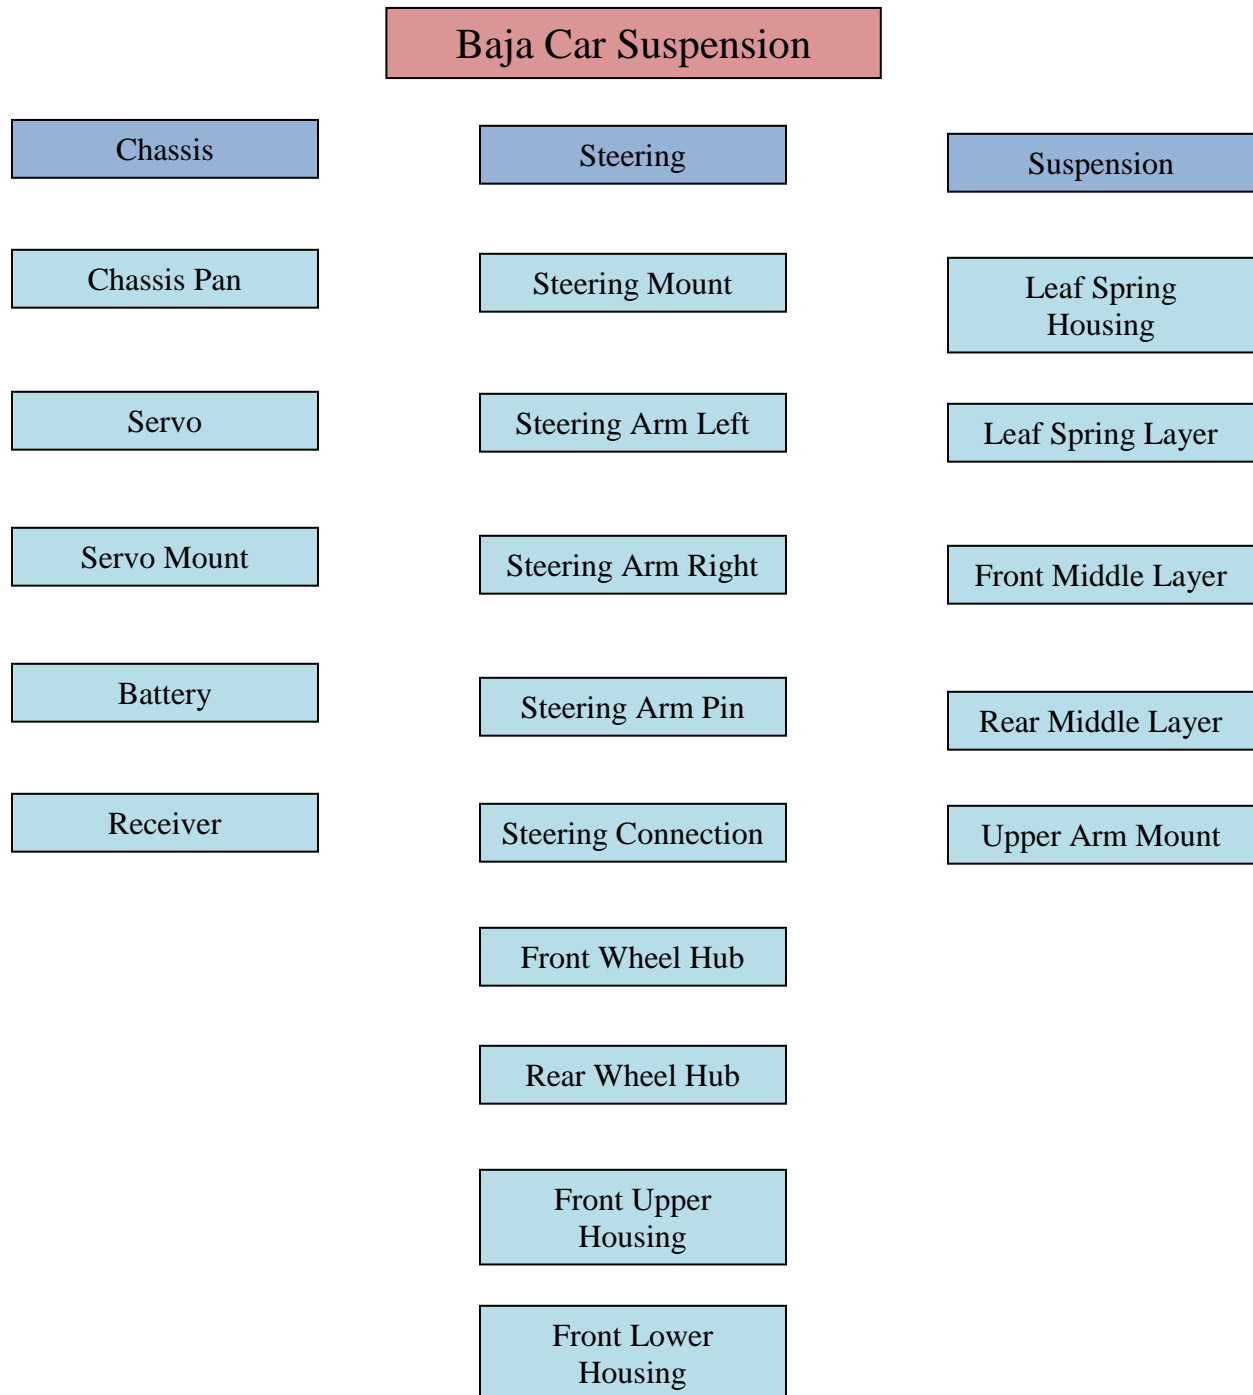 Baja Car Suspension
Chassis
Steering
Suspension
Chassis Pan
Steering Mount
Leaf Spring
Housing
Servo
Steering Arm Left
Leaf Spring Layer
Servo Mount
Steering Arm Right
Front Middle Layer
Battery
Steering Arm Pin
Rear Middle Layer
Receiver
Steering Connection
Upper Arm Mount
Front Wheel Hub
Rear Wheel Hub
Front Upper
Housing
Front Lower
Housing